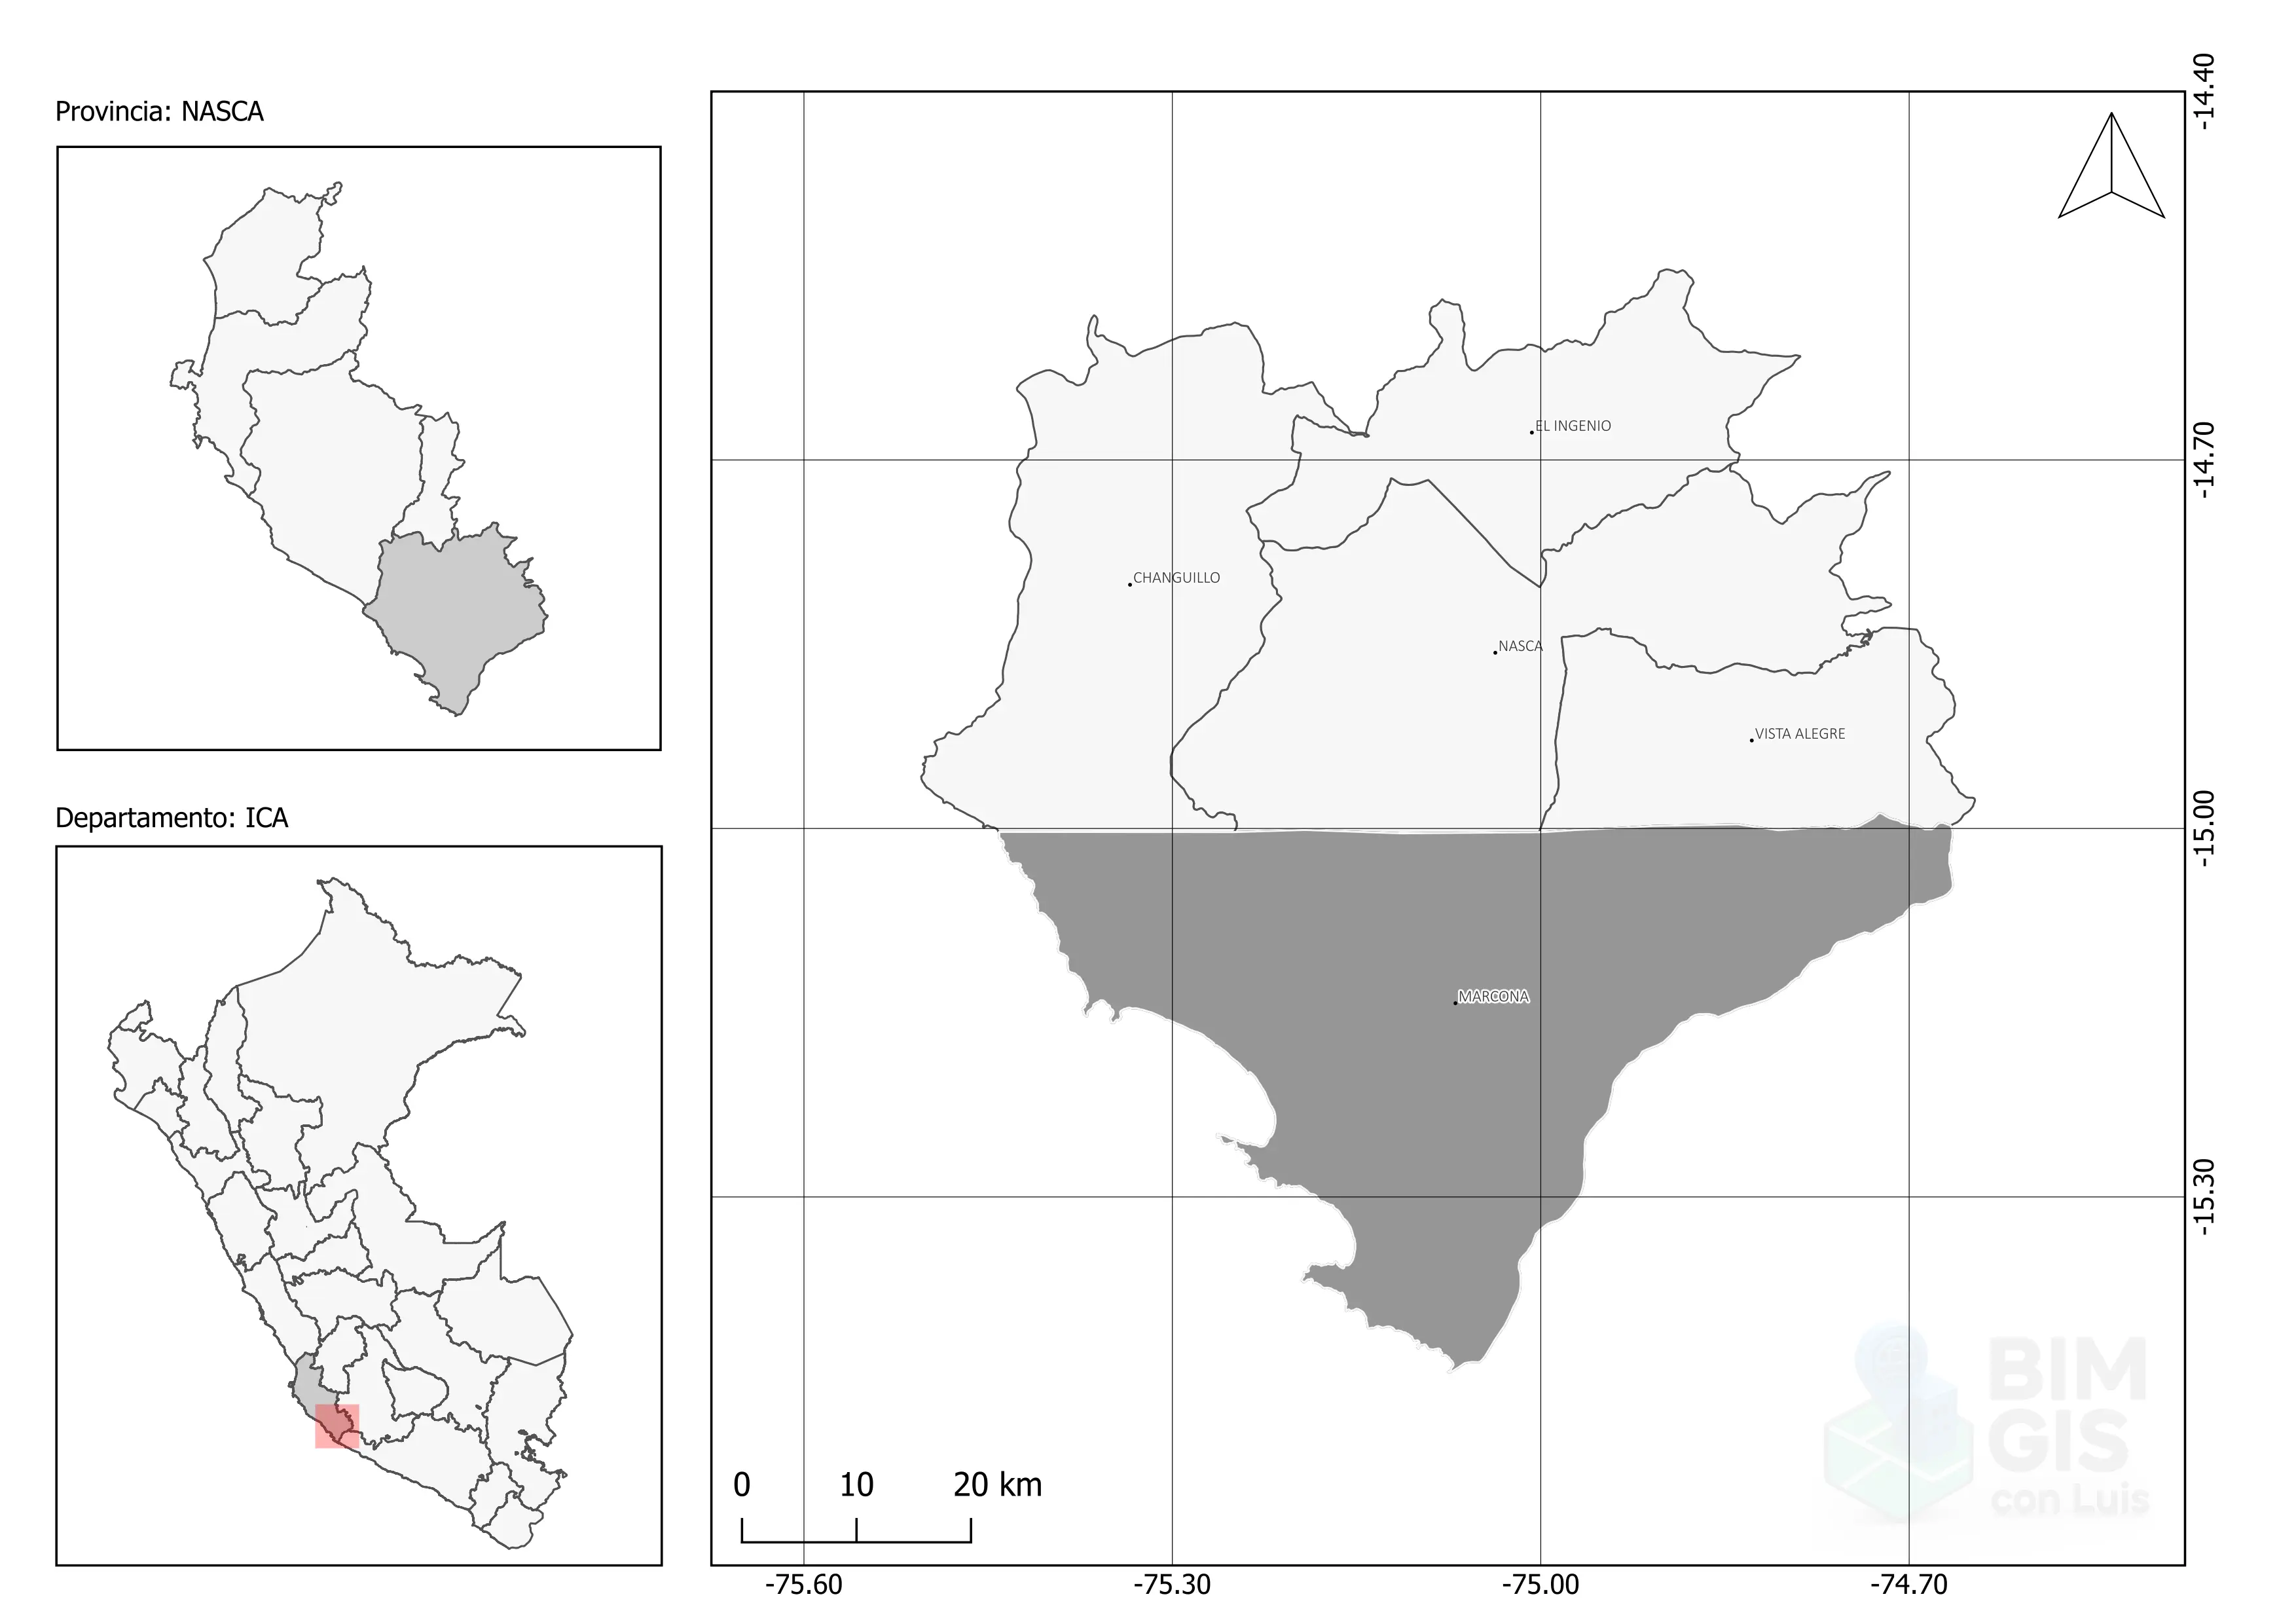 Provincia: NASCA
Departamento: ICA
EL INGENIO
CHANGUILLO
NASCA
VISTA ALEGRE
MARCONA
0 10 20 km
-75.60 -75.30 -75.00 -74.70
-14.40
-14.70
-15.00
-15.30
BIM
GIS
con Luis